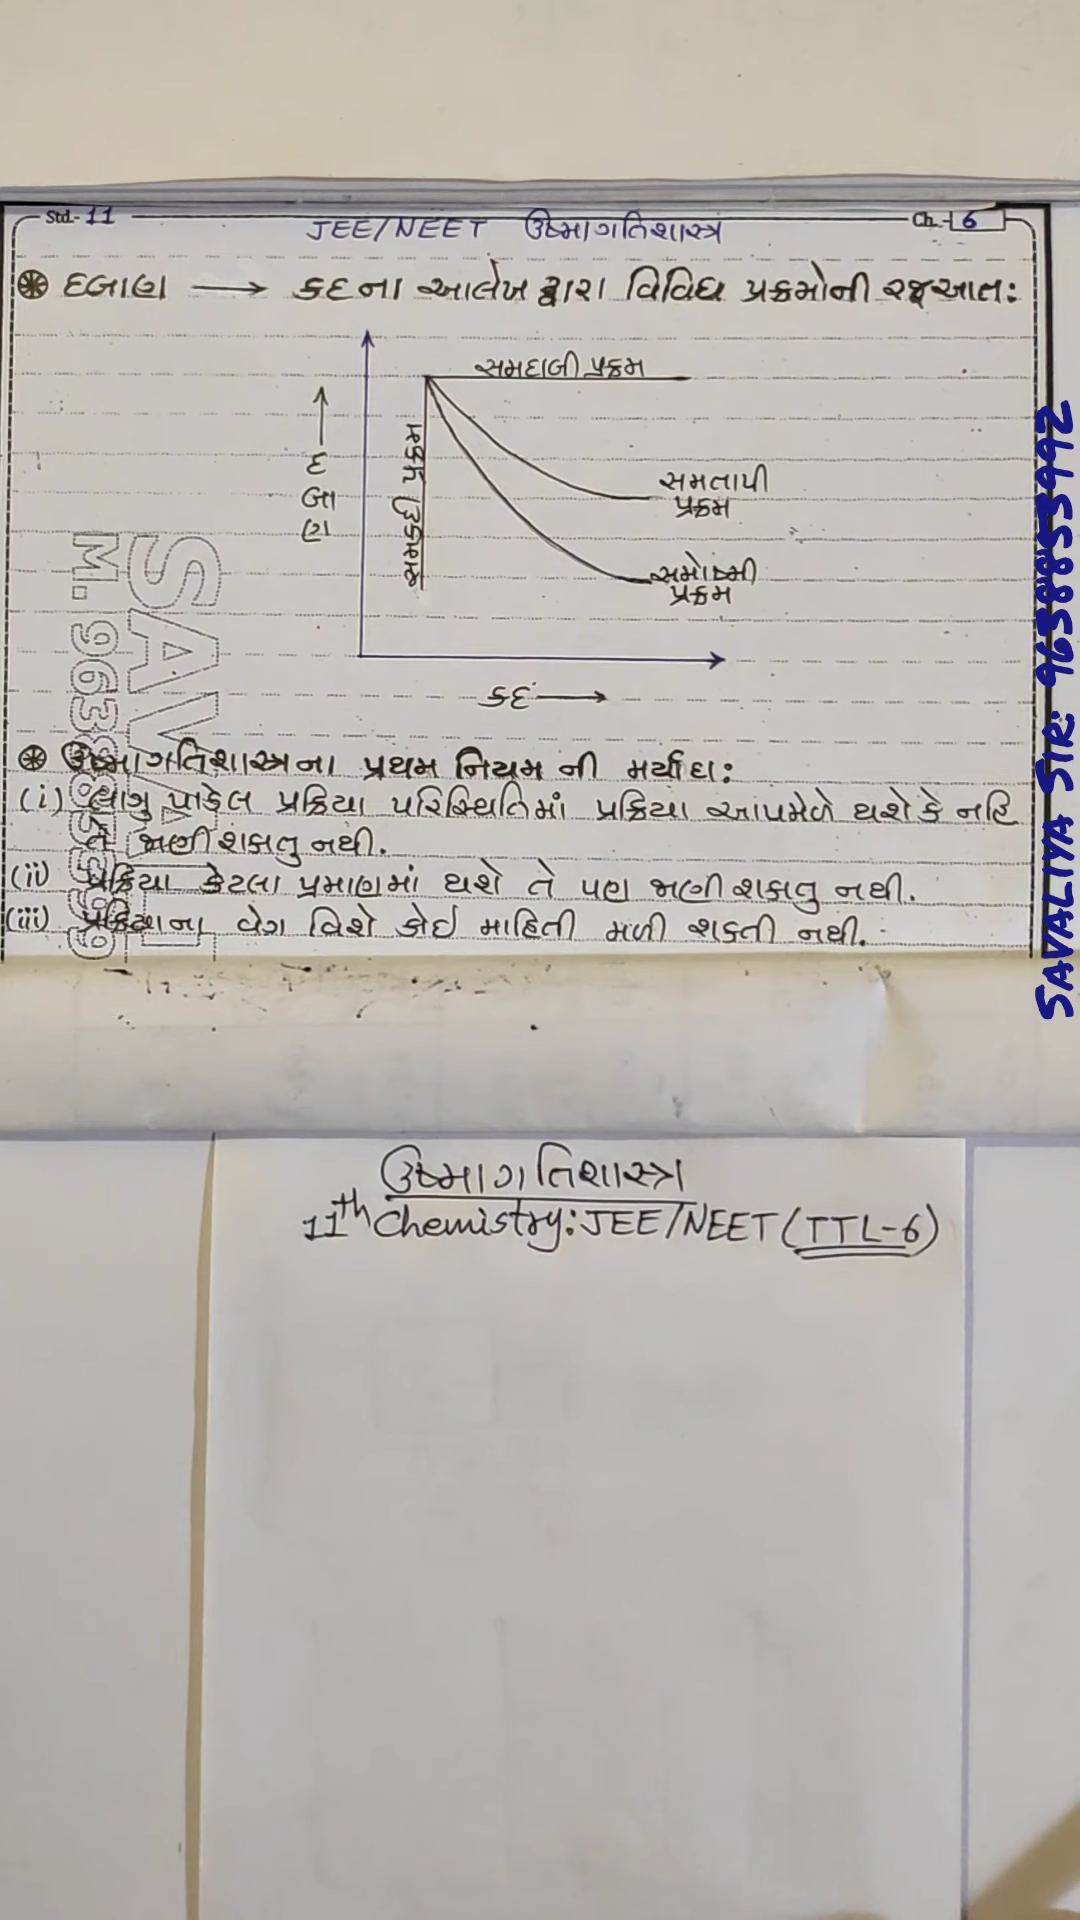 Std.- 11
JEE/NEET ઉષ્માગતિશાસ્ત્ર
Ch.- 6
દબાણ → કદના આલેખ દ્વારા વિવિધ પ્રક્રમોની રજૂઆત:
સમદાબી પ્રક્રમ
દબાણ
સમકદી પ્રક્રમ
સમતાપી
પ્રક્રમ
સમોષ્મી
પ્રક્રમ
કદ →
ઉષ્માગતિશાસ્ત્રના પ્રથમ નિયમ ની મર્યાદા:
(i) લાગુ પાડેલ પ્રક્રિયા પરિસ્થિતિમાં પ્રક્રિયા આપમેળે થશે કે નહિ
તે જાણી શકાતુ નથી.
(ii) પ્રક્રિયા કેટલા પ્રમાણમાં થશે તે પણ જાણી શકાતુ નથી.
(iii) પ્રક્રિયાના વેગ વિશે કોઈ માહિતી મળી શકતી નથી.
SAVALIYA SIR: 9638853992
ઉષ્માગતિશાસ્ત્ર
11th Chemistry: JEE/NEET (TTL-6)